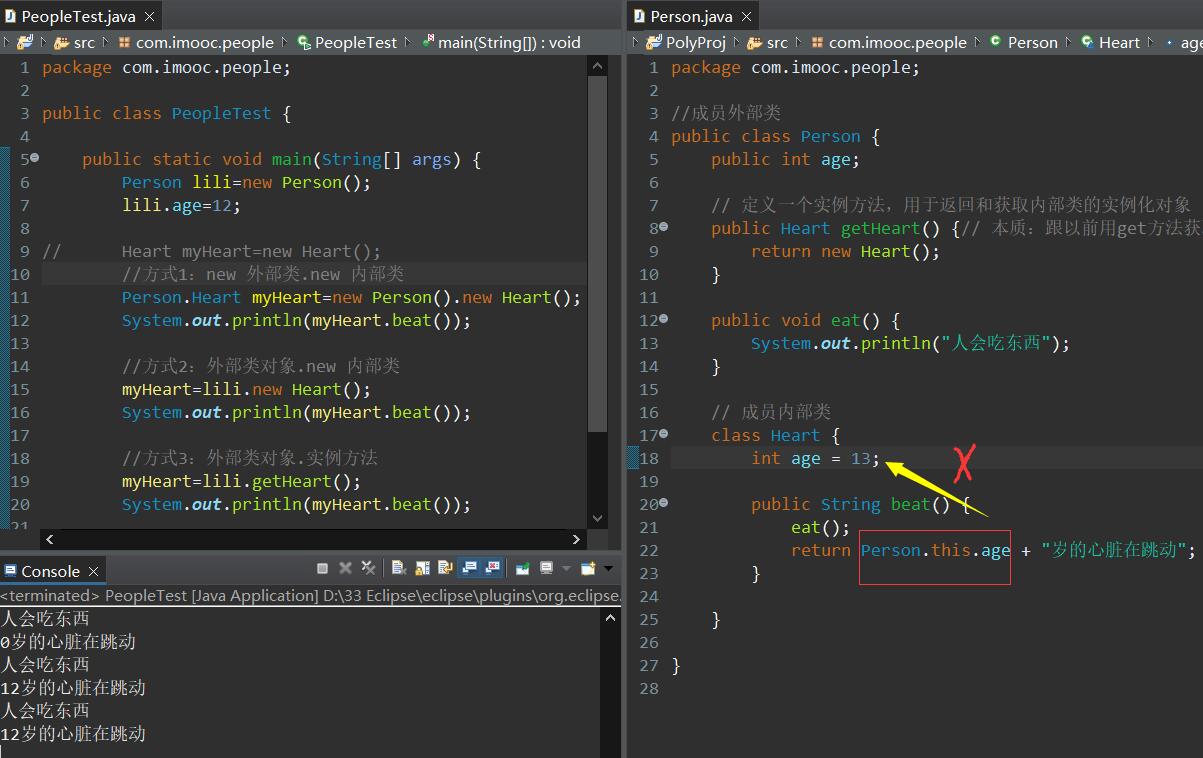 PeopleTest.java
src com.imooc.people PeopleTest main(String[]) : void
1 package com.imooc.people;
2
3 public class PeopleTest {
4
5 public static void main(String[] args) {
6 Person lili=new Person();
7 lili.age=12;
8
9 // Heart myHeart=new Heart();
10 //方式1：new 外部类.new 内部类
11 Person.Heart myHeart=new Person().new Heart();
12 System.out.println(myHeart.beat());
13
14 //方式2：外部类对象.new 内部类
15 myHeart=lili.new Heart();
16 System.out.println(myHeart.beat());
17
18 //方式3：外部类对象.实例方法
19 myHeart=lili.getHeart();
20 System.out.println(myHeart.beat());
21
Console
<terminated> PeopleTest [Java Application] D:\33 Eclipse\eclipse\plugins\org.eclipse.
人会吃东西
0岁的心脏在跳动
人会吃东西
12岁的心脏在跳动
人会吃东西
12岁的心脏在跳动
Person.java
PolyProj src com.imooc.people Person Heart age
1 package com.imooc.people;
2
3 //成员外部类
4 public class Person {
5 public int age;
6
7 // 定义一个实例方法，用于返回和获取内部类的实例化对象
8 public Heart getHeart() {// 本质：跟以前用get方法获
9 return new Heart();
10 }
11
12 public void eat() {
13 System.out.println("人会吃东西");
14 }
15
16 // 成员内部类
17 class Heart {
18 int age = 13;
19
20 public String beat() {
21 eat();
22 return Person.this.age + "岁的心脏在跳动";
23 }
24
25 }
26
27 }
28